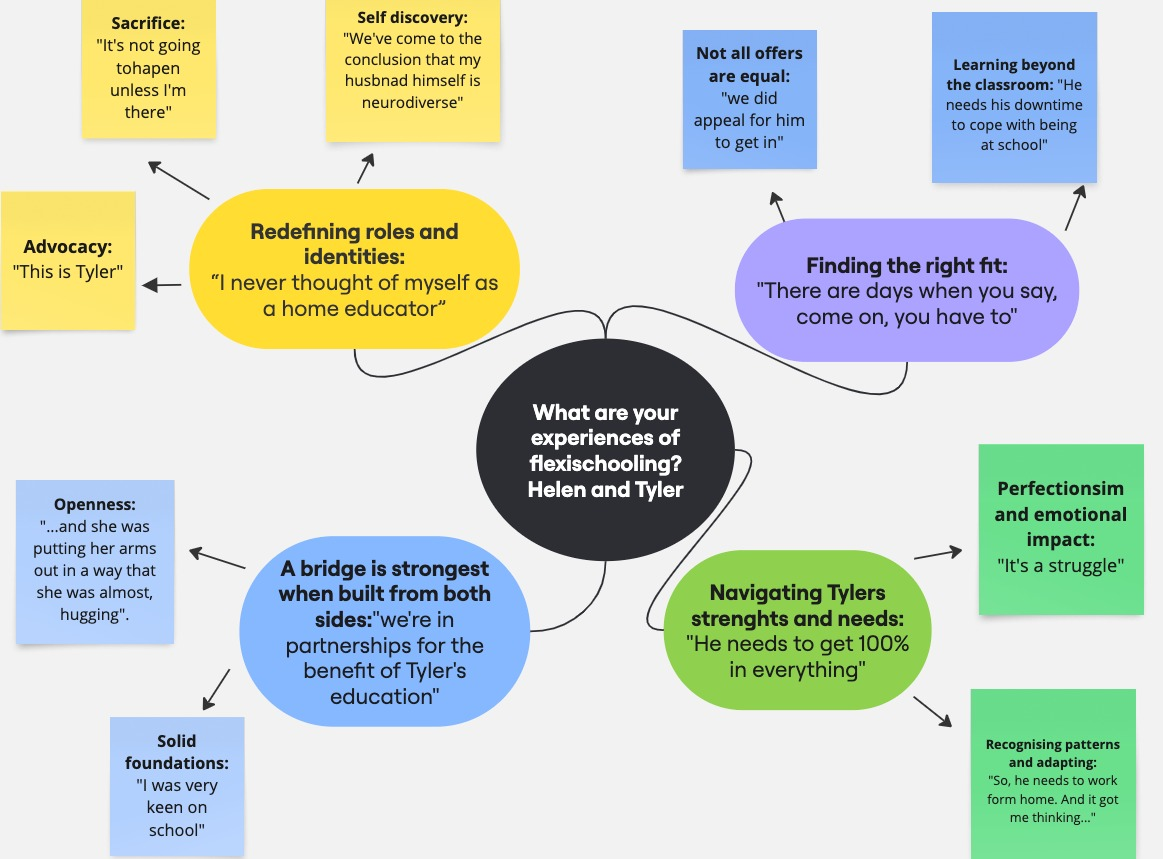 Sacrifice:
"It's not going
tohapen
unless I'm
there"
Self discovery:
"We've come to the
conclusion that my
husbnad himself is
neurodiverse"
Not all offers
are equal:
"we did
appeal for him
to get in"
Learning beyond
the classroom: "He
needs his downtime
to cope with being
at school"
Advocacy:
"This is Tyler"
Redefining roles and
identities:
“I never thought of myself as
a home educator”
Finding the right fit:
"There are days when you say,
come on, you have to"
What are your
experiences of
flexischooling?
Helen and Tyler
Openness:
"...and she was
putting her arms
out in a way that
she was almost,
hugging".
A bridge is strongest
when built from both
sides:"we're in
partnerships for the
benefit of Tyler's
education"
Solid
foundations:
"I was very
keen on
school"
Navigating Tylers
strenghts and needs:
"He needs to get 100%
in everything"
Perfectionsim
and emotional
impact:
"It's a struggle"
Recognising patterns
and adapting:
"So, he needs to work
form home. And it got
me thinking..."